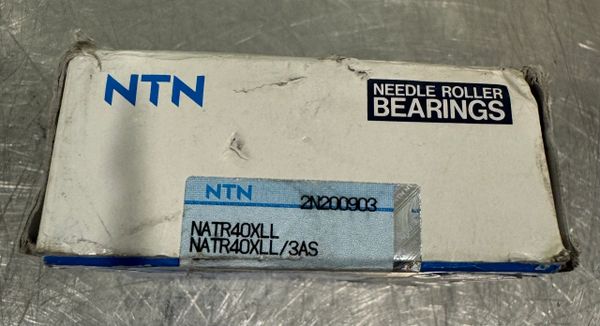 NTN
NEEDLE ROLLER
BEARINGS
NTN 2N200903
NATR40XLL
NATR40XLL/3AS